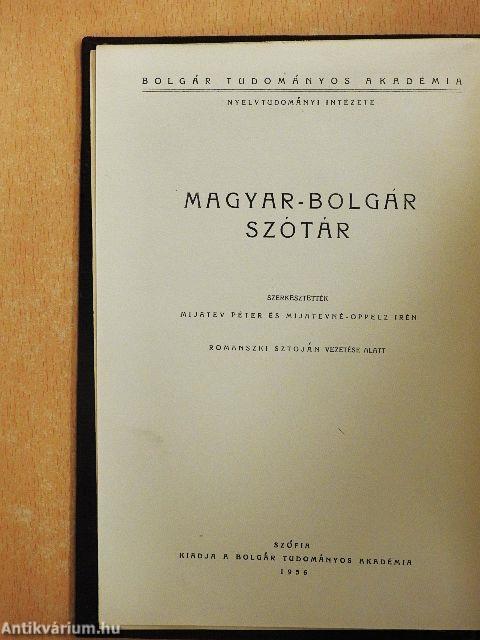 BOLGÁR TUDOMÁNYOS AKADÉMIA
NYELVTUDOMÁNYI INTÉZETE
MAGYAR-BOLGÁR
SZÓTÁR
SZERKESZTETTÉK
MIJATEV PÉTER ÉS MIJATEVNÉ-OPPELZ IRÉN
ROMANSZKI SZTOJÁN VEZETÉSE ALATT
SZÓFIA
KIADJA A BOLGÁR TUDOMÁNYOS AKADÉMIA
1956
Antikvárium.hu